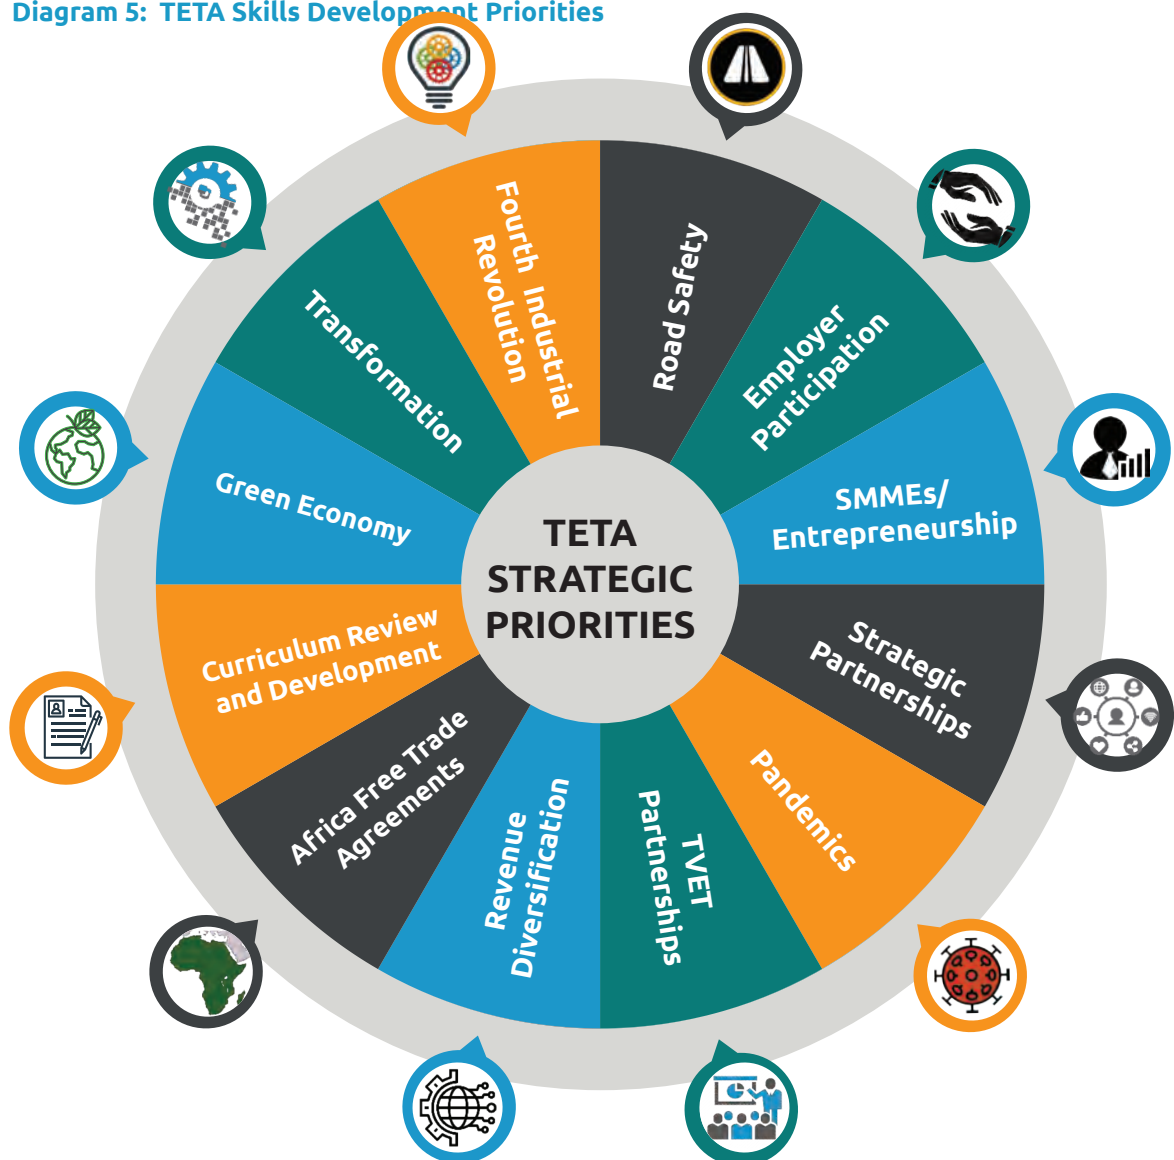 Diagram 5: TETA Skills Development Priorities
Fourth Industrial
Revolution
Road Safety
Employer
Participation
SMMEs/
Entrepreneurship
Strategic
Partnerships
Pandemics
TVET
Partnerships
Revenue
Diversification
Africa Free Trade
Agreements
Curriculum Review
and Development
Green Economy
Transformation
TETA
STRATEGIC
PRIORITIES